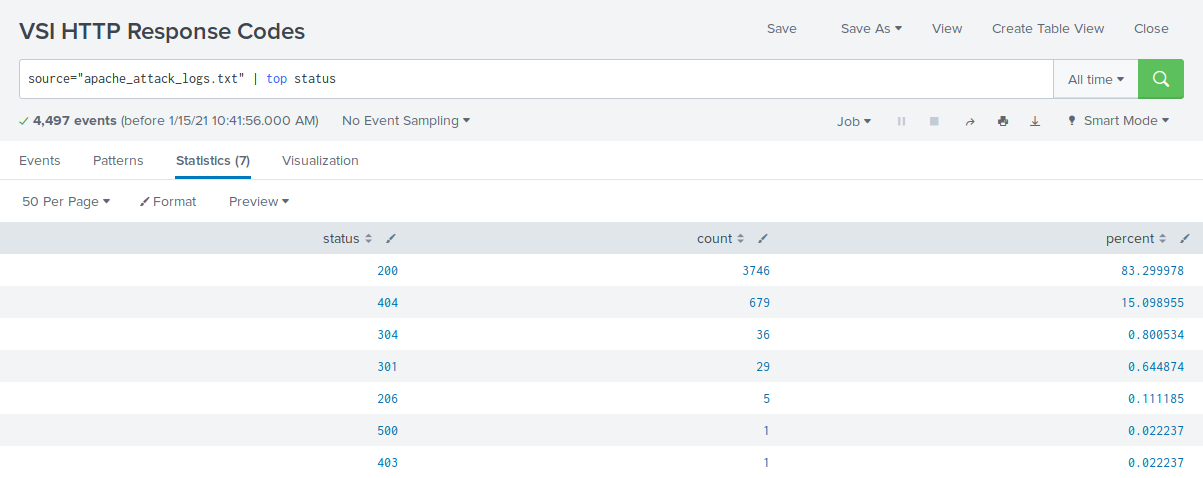 VSI HTTP Response Codes
Save Save As View Create Table View Close
source="apache_attack_logs.txt" | top status
All time
4,497 events (before 1/15/21 10:41:56.000 AM) No Event Sampling
Job Smart Mode
Events Patterns Statistics (7) Visualization
50 Per Page Format Preview
status count percent
200 3746 83.299978
404 679 15.098955
304 36 0.800534
301 29 0.644874
206 5 0.111185
500 1 0.022237
403 1 0.022237